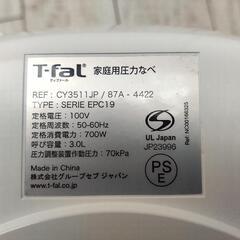 T-fal 家庭用圧力なべ
ティファール
REF : CY3511JP / 87A - 4422
TYPE : SERIE EPC19
定格電圧 : 100V
定格周波数 : 50-60Hz
定格消費電力 : 700W
呼び容量 : 3.0L
圧力調整装置作動圧力 : 70kPa
UL
UL Japan
JP23996
Made in China
株式会社 グループセブ ジャパン
www.t-fal.co.jp
PS
E
Ref : NC00166325